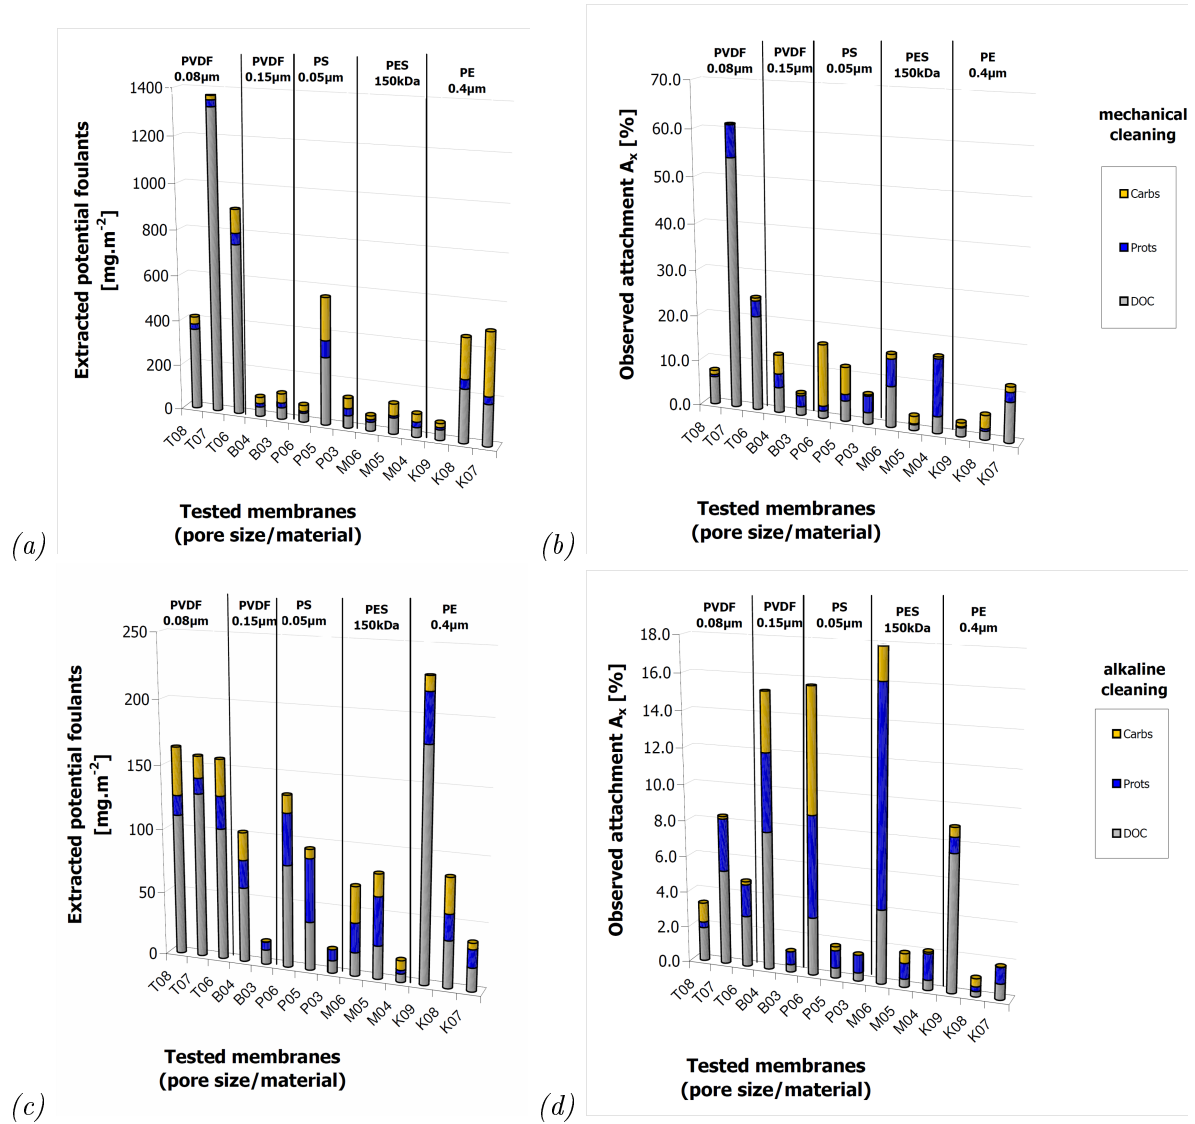 PVDF 0.08µm
PVDF 0.15µm
PS 0.05µm
PES 150kDa
PE 0.4µm
Extracted potential foulants [mg.m-2]
1400
1200
1000
800
600
400
200
0
T08 T07 T06 B04 B03 P06 P05 P03 M06 M05 M04 K09 K08 K07
Tested membranes
(pore size/material)
(a)
PVDF 0.08µm
PVDF 0.15µm
PS 0.05µm
PES 150kDa
PE 0.4µm
Observed attachment Ax [%]
70.0
60.0
50.0
40.0
30.0
20.0
10.0
0.0
T08 T07 T06 B04 B03 P06 P05 P03 M06 M05 M04 K09 K08 K07
Tested membranes
(pore size/material)
(b)
mechanical
cleaning
Carbs
Prots
DOC
PVDF 0.08µm
PVDF 0.15µm
PS 0.05µm
PES 150kDa
PE 0.4µm
Extracted potential foulants [mg.m-2]
250
200
150
100
50
0
T08 T07 T06 B04 B03 P06 P05 P03 M06 M05 M04 K09 K08 K07
Tested membranes
(pore size/material)
(c)
PVDF 0.08µm
PVDF 0.15µm
PS 0.05µm
PES 150kDa
PE 0.4µm
Observed attachment Ax [%]
18.0
16.0
14.0
12.0
10.0
8.0
6.0
4.0
2.0
0.0
T08 T07 T06 B04 B03 P06 P05 P03 M06 M05 M04 K09 K08 K07
Tested membranes
(pore size/material)
(d)
alkaline
cleaning
Carbs
Prots
DOC